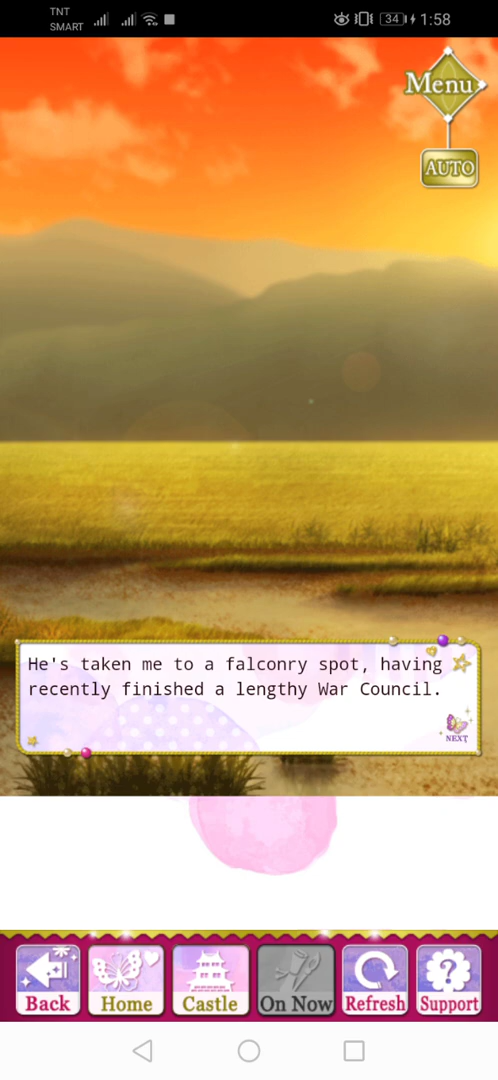 TNT
SMART
34
1:58
Menu
AUTO
He's taken me to a falconry spot, having
recently finished a lengthy War Council.
NEXT
Back
Home
Castle
On Now
Refresh
Support